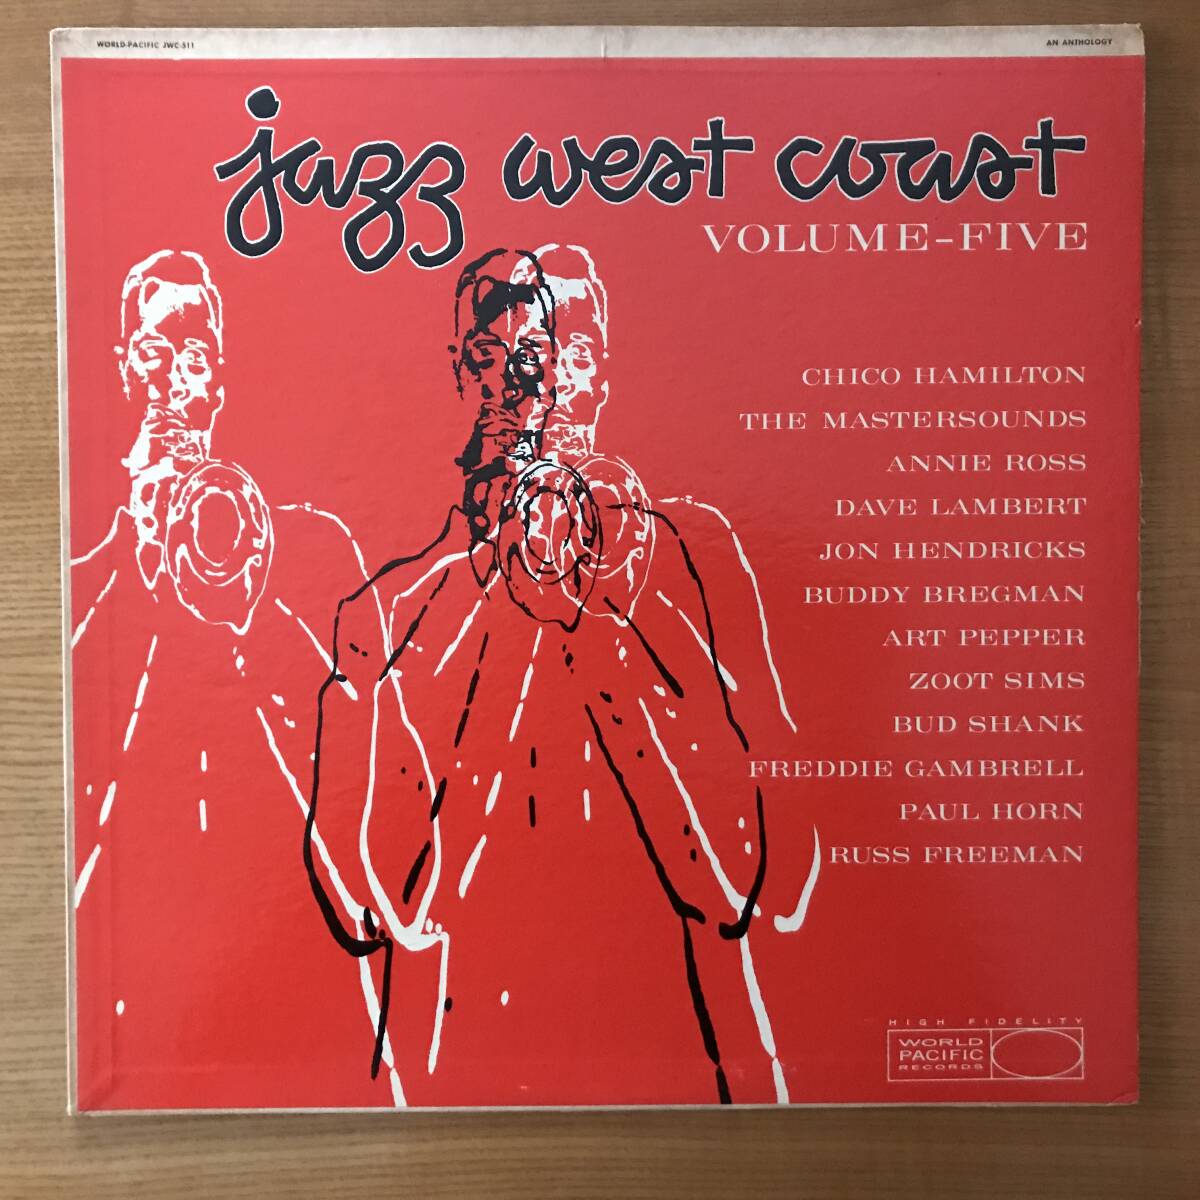 WORLD-PACIFIC JWC-511
AN ANTHOLOGY
jazz west coast
VOLUME-FIVE
CHICO HAMILTON
THE MASTERSOUNDS
ANNIE ROSS
DAVE LAMBERT
JON HENDRICKS
BUDDY BREGMAN
ART PEPPER
ZOOT SIMS
BUD SHANK
FREDDIE GAMBRELL
PAUL HORN
RUSS FREEMAN
HIGH FIDELITY
WORLD
PACIFIC
RECORDS